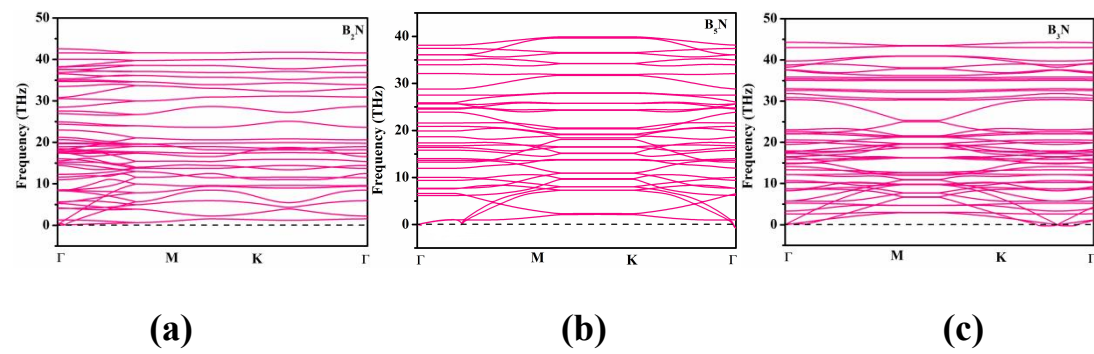 B₂N
Frequency (THz)
50
40
30
20
10
0
Γ M K Γ
(a)
B₅N
Frequency (THz)
40
30
20
10
0
Γ M K Γ
(b)
B₃N
Frequency (THz)
50
40
30
20
10
0
Γ M K Γ
(c)